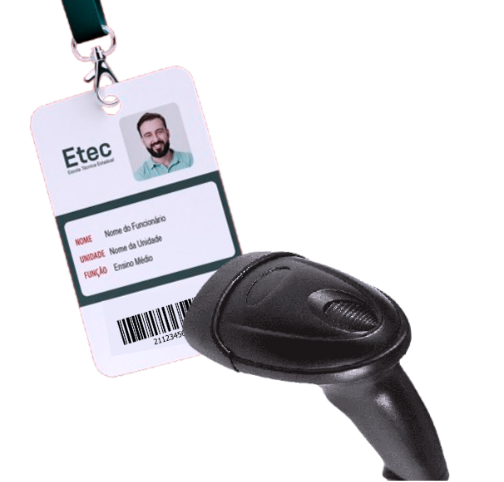 Etec
Escola Técnica Estadual
NOME Nome do Funcionário
UNIDADE Nome da Unidade
FUNÇÃO Ensino Médio